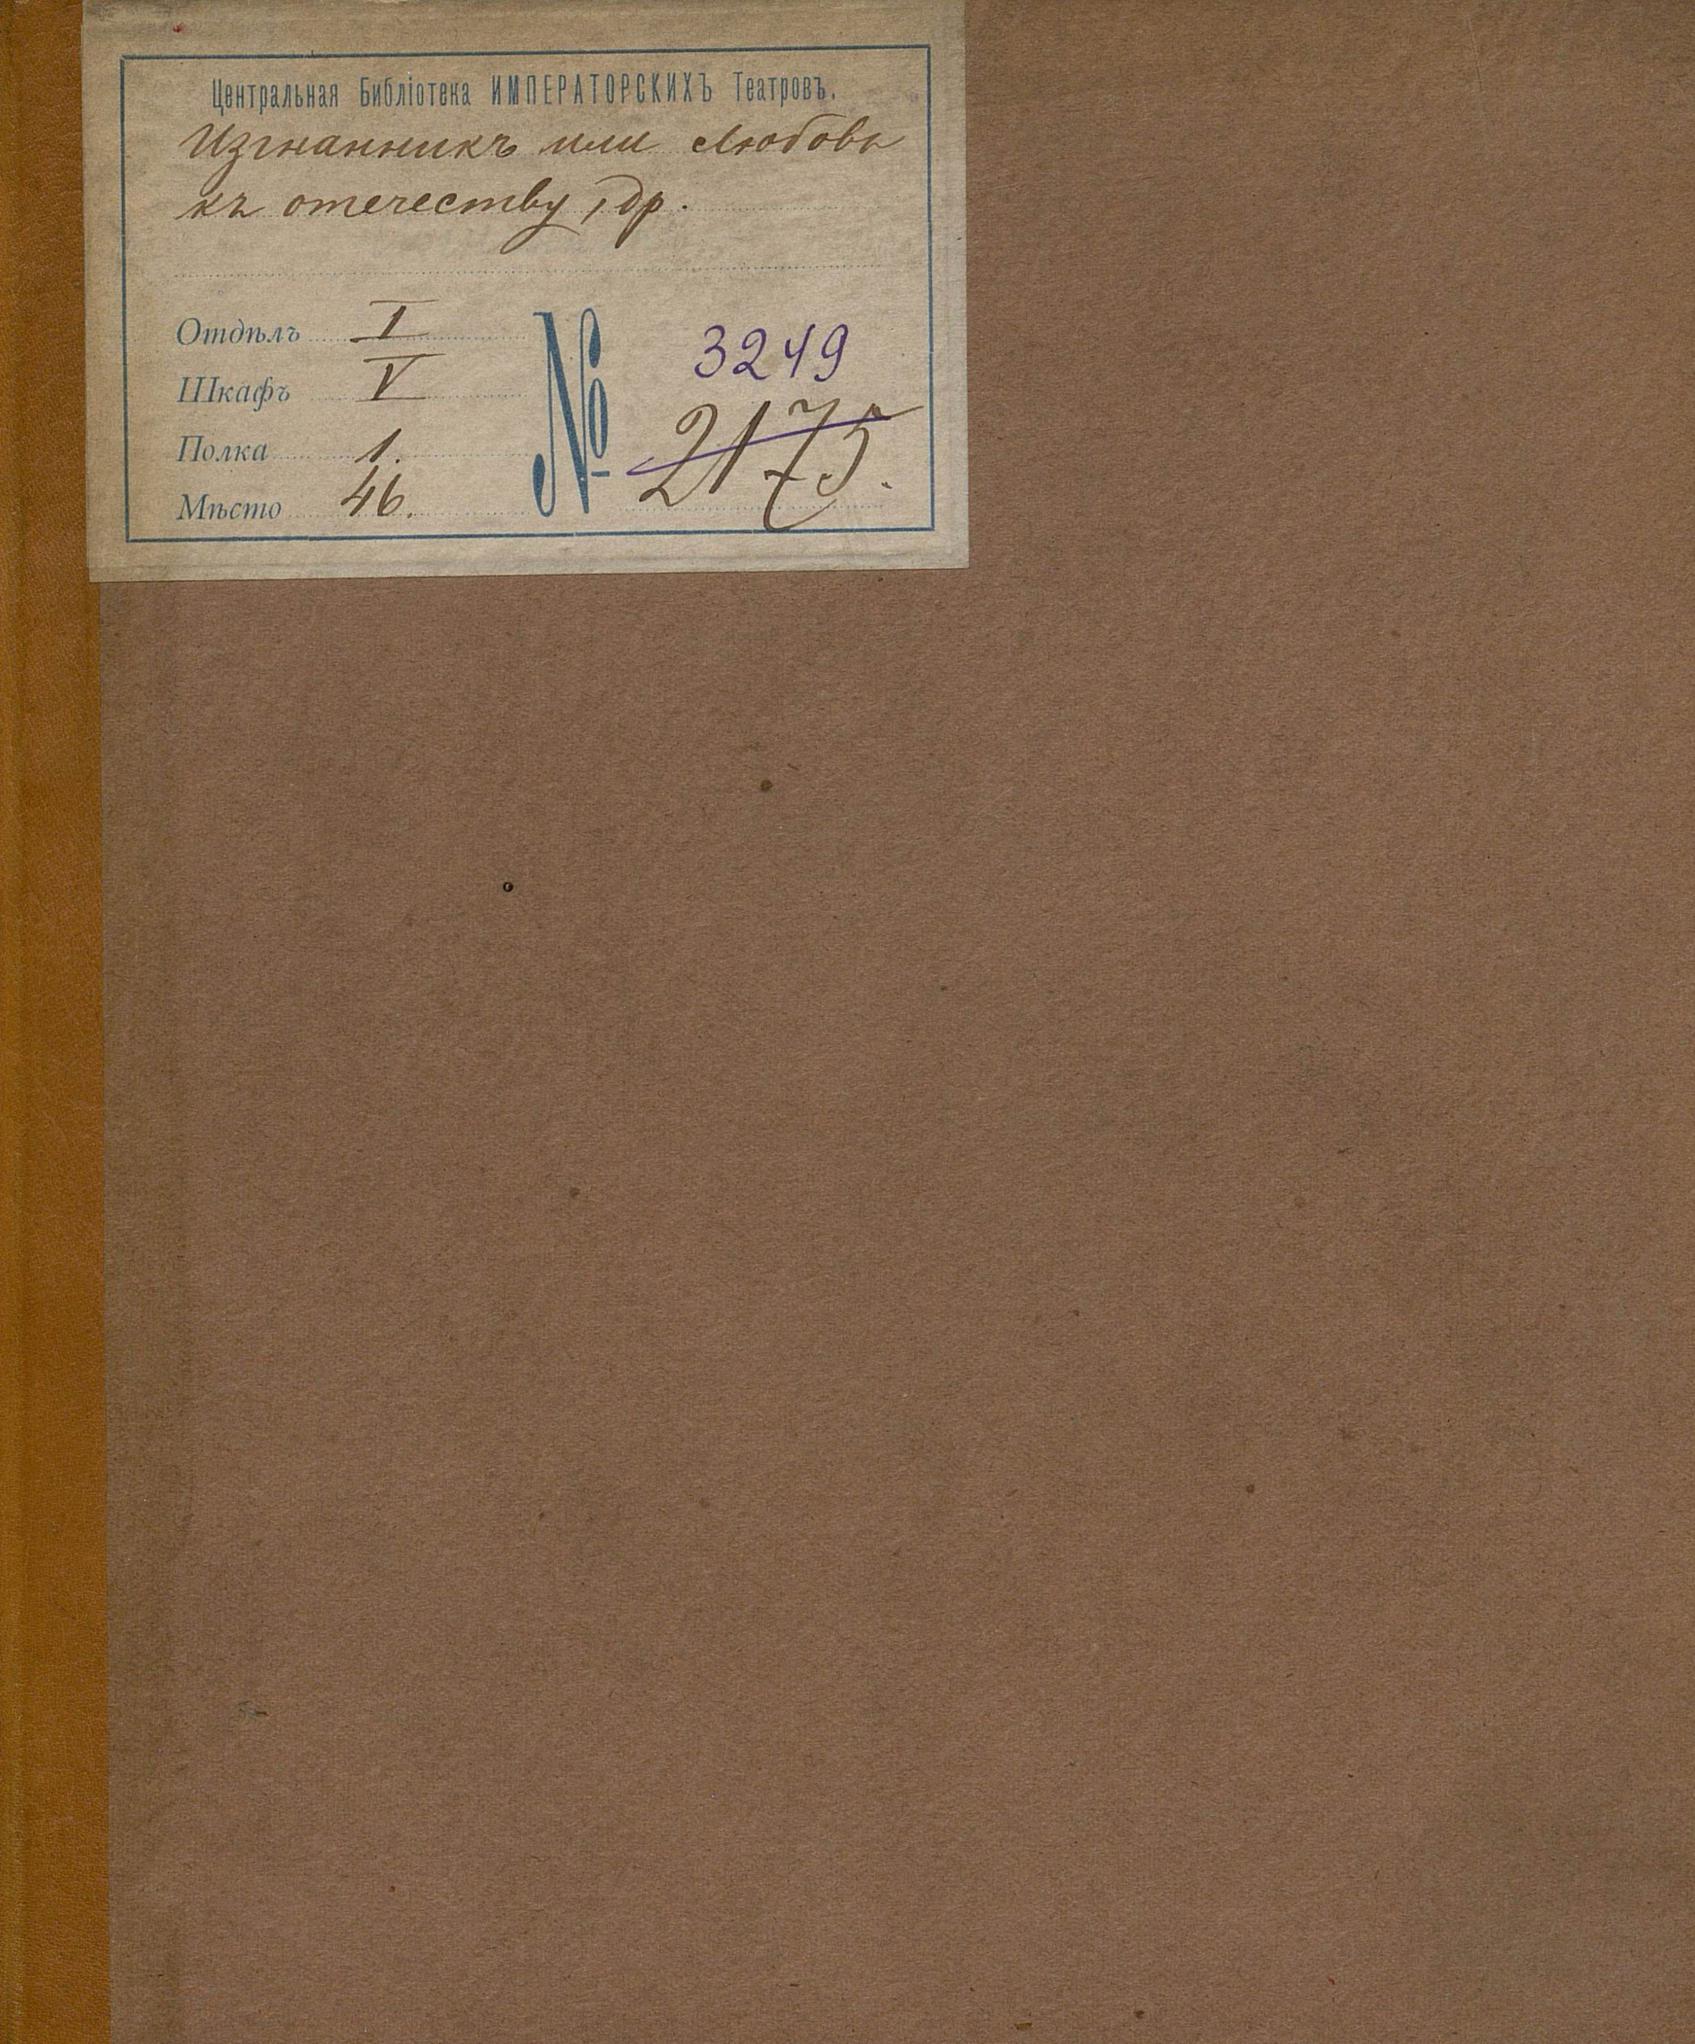 Центральная Библіотека ИМПЕРАТОРСКИХЪ Театровъ.
Изгнанникъ или Любовь
къ отечеству, др.
Отдѣлъ I
Шкафъ V
Полка 1.
Мѣсто 46.
№ 3249
2175.